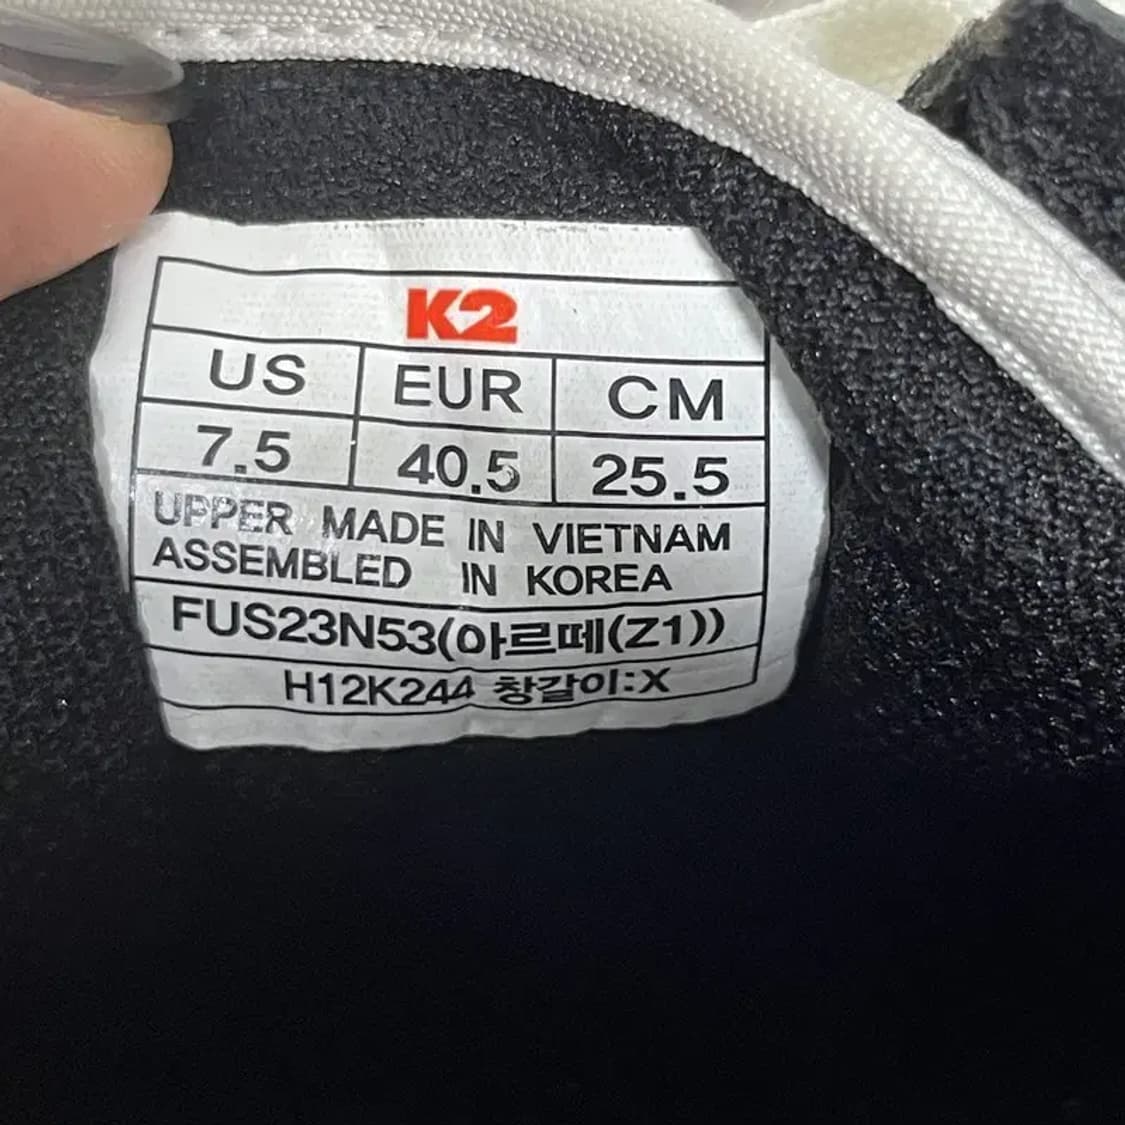 K2
US EUR CM
7.5 40.5 25.5
UPPER MADE IN VIETNAM
ASSEMBLED IN KOREA
FUS23N53(아르떼(Z1))
H12K244 창갈이:X